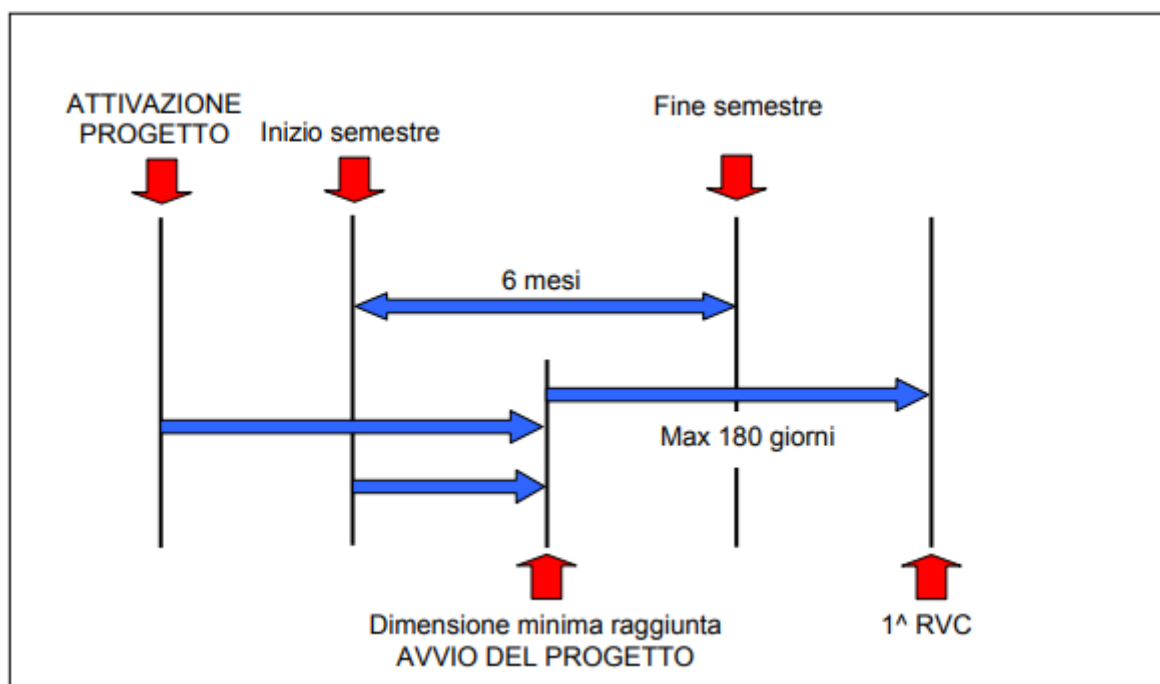 ATTIVAZIONE
PROGETTO
Inizio semestre
Fine semestre
6 mesi
Max 180 giorni
Dimensione minima raggiunta
AVVIO DEL PROGETTO
1^ RVC